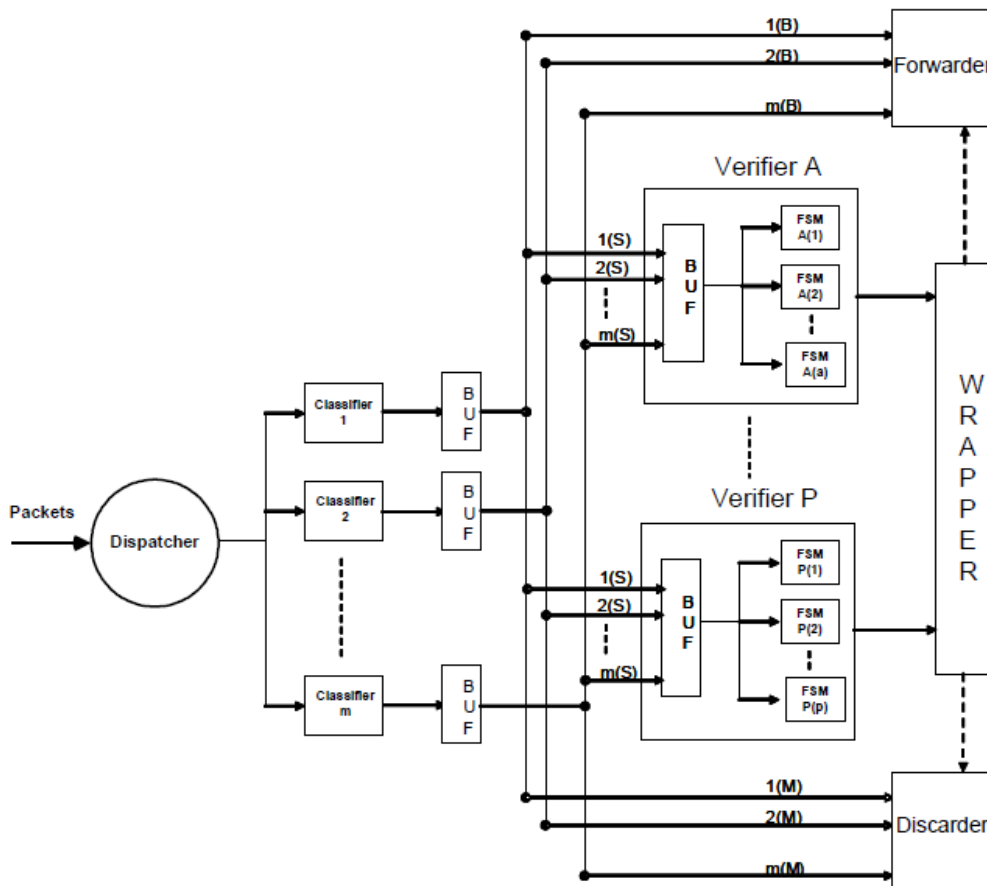 1(B)
2(B)
m(B)
Forwarder
Verifier A
1(S)
2(S)
m(S)
B
U
F
FSM
A(1)
FSM
A(2)
FSM
A(a)
W
R
A
P
P
E
R
Packets
Dispatcher
Classifier
1
B
U
F
Classifier
2
B
U
F
Classifier
m
B
U
F
Verifier P
1(S)
2(S)
m(S)
B
U
F
FSM
P(1)
FSM
P(2)
FSM
P(p)
1(M)
2(M)
m(M)
Discarder